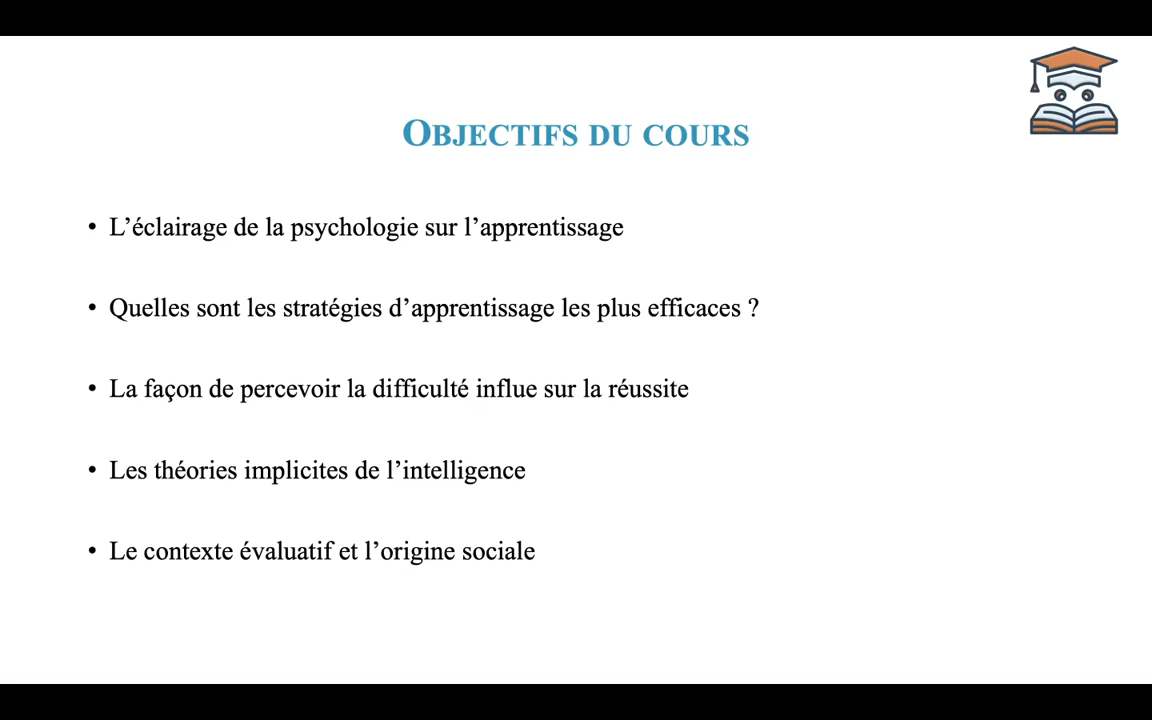 OBJECTIFS DU COURS
• L’éclairage de la psychologie sur l’apprentissage
• Quelles sont les stratégies d’apprentissage les plus efficaces ?
• La façon de percevoir la difficulté influe sur la réussite
• Les théories implicites de l’intelligence
• Le contexte évaluatif et l’origine sociale